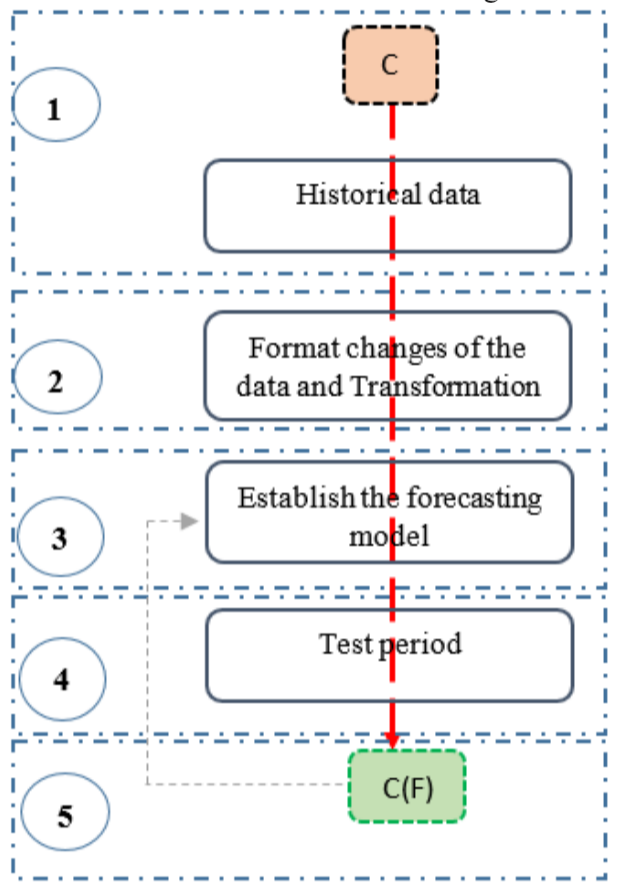 C
1
Historical data
Format changes of the
data and Transformation
2
Establish the forecasting
model
3
Test period
4
C(F)
5